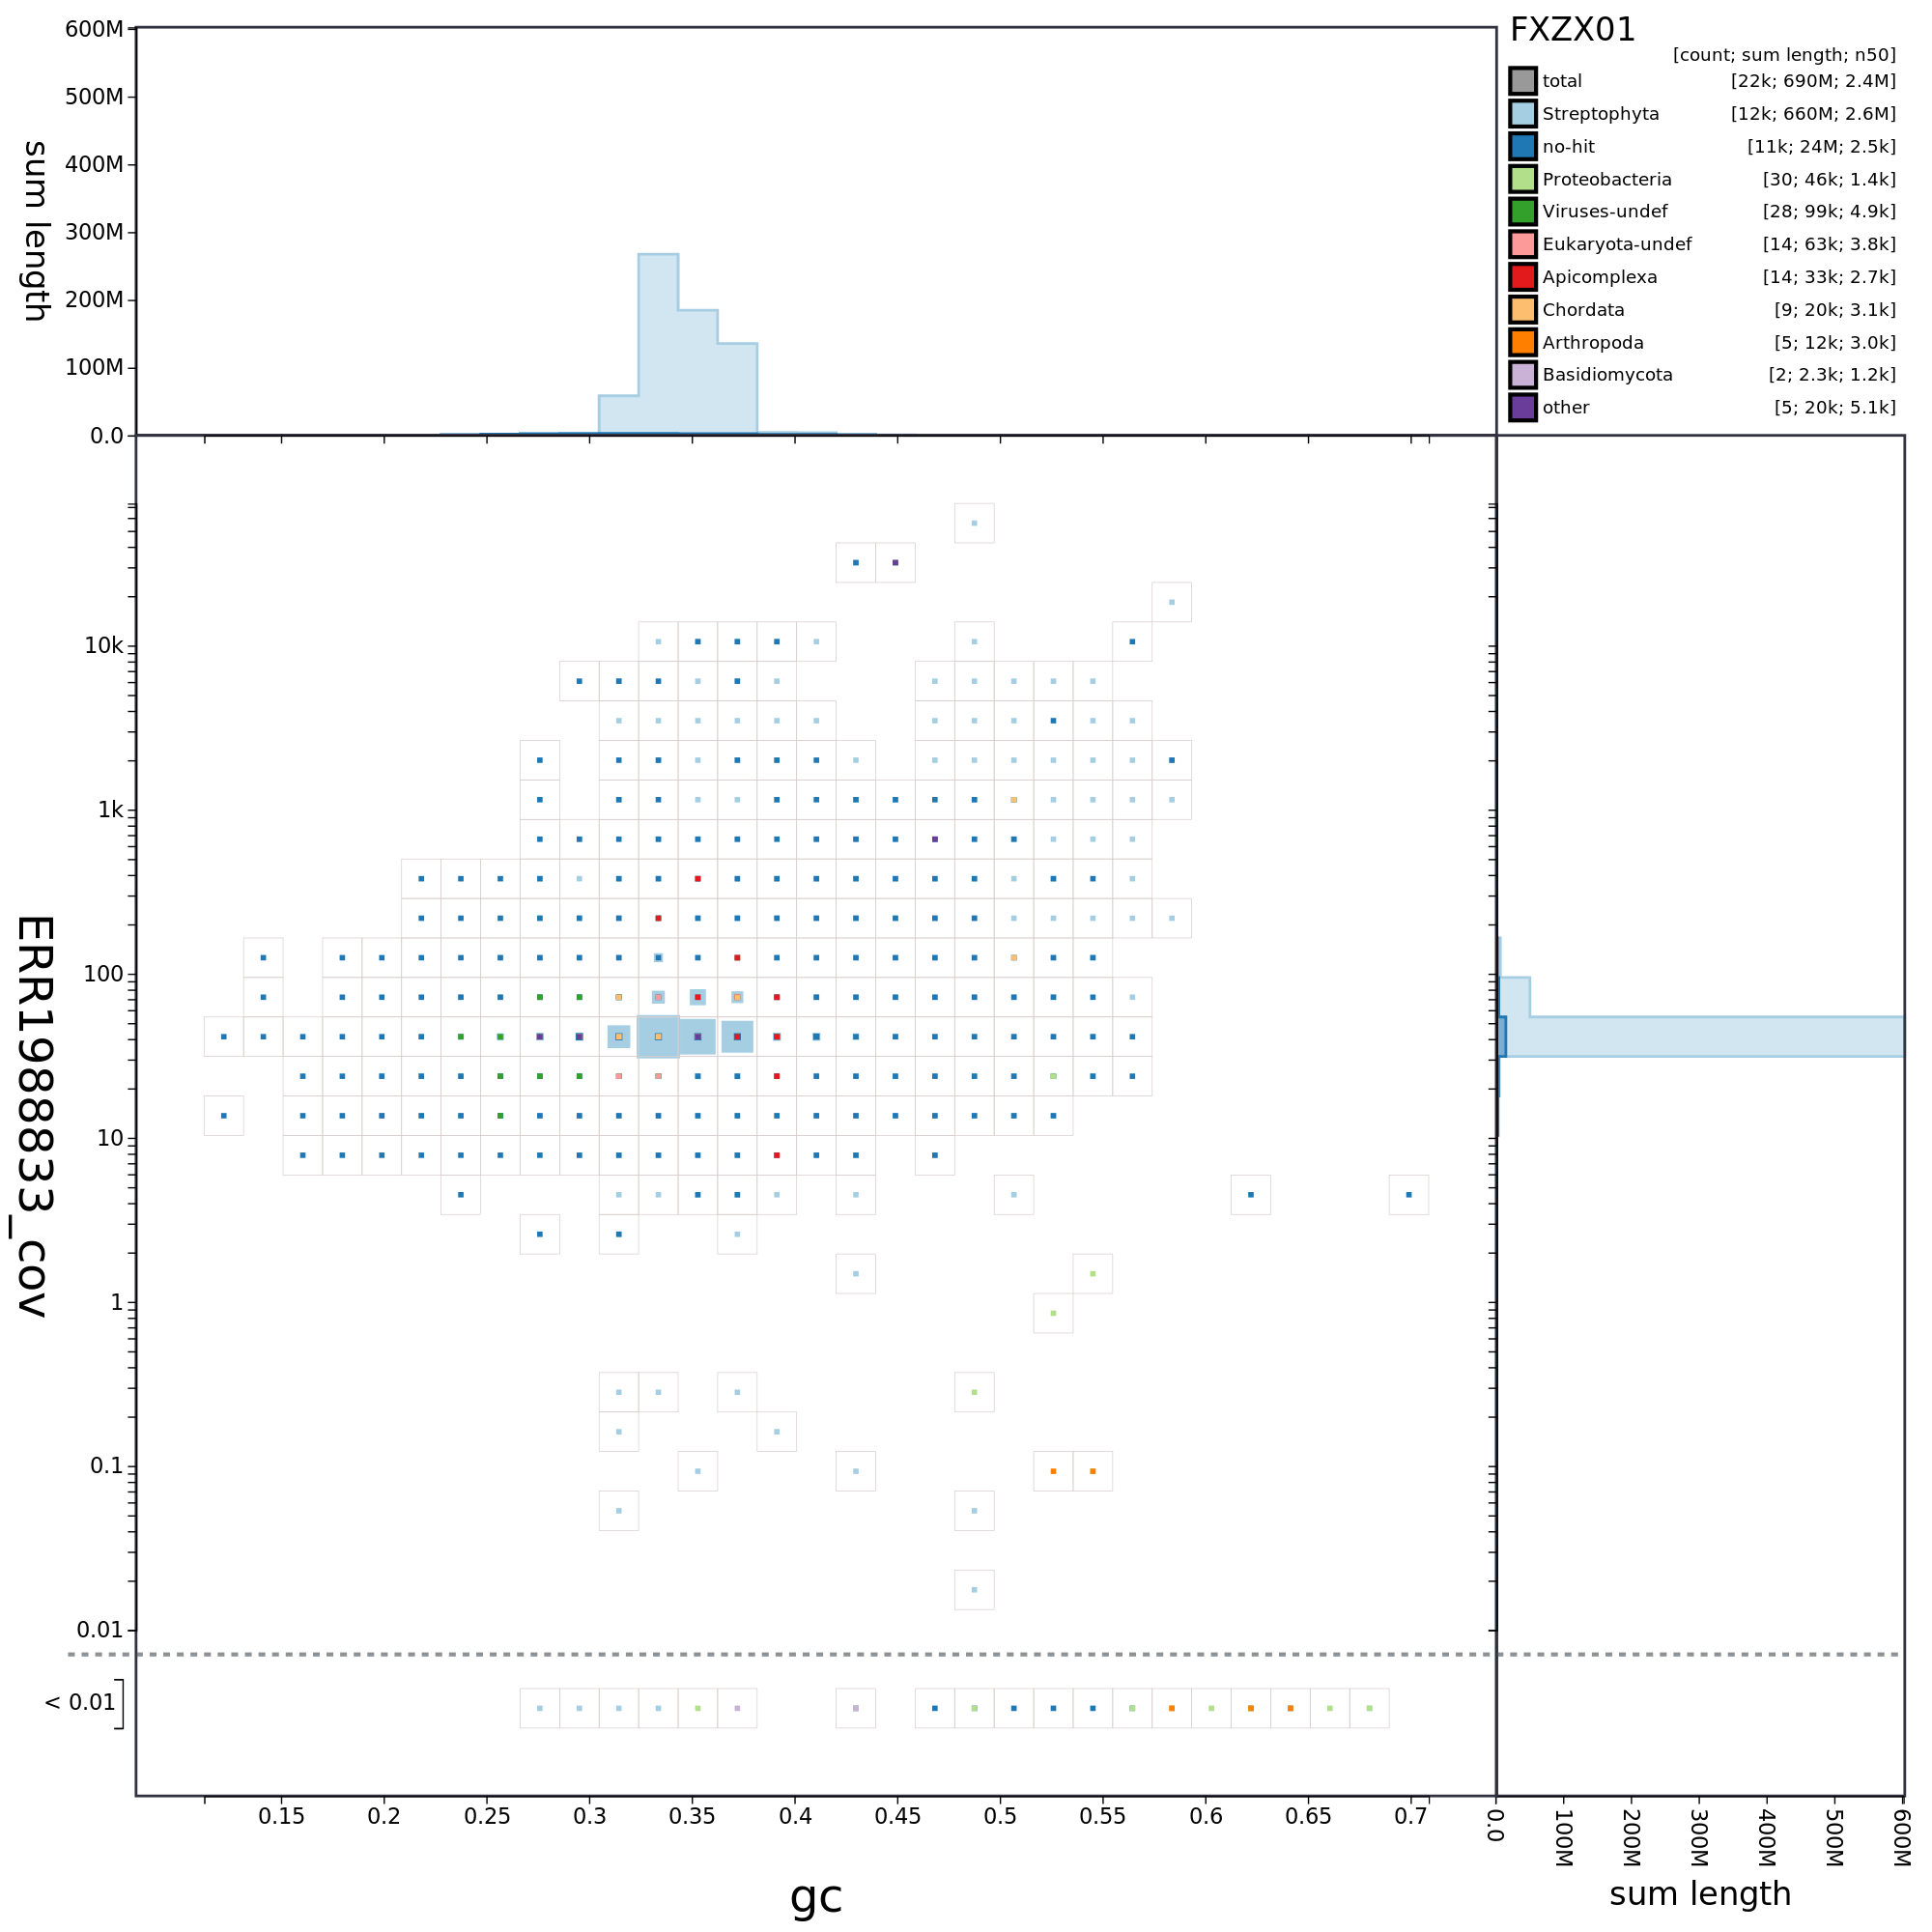 FXZX01
[count; sum length; n50]
total [22k; 690M; 2.4M]
Streptophyta [12k; 660M; 2.6M]
no-hit [11k; 24M; 2.5k]
Proteobacteria [30; 46k; 1.4k]
Viruses-undef [28; 99k; 4.9k]
Eukaryota-undef [14; 63k; 3.8k]
Apicomplexa [14; 33k; 2.7k]
Chordata [9; 20k; 3.1k]
Arthropoda [5; 12k; 3.0k]
Basidiomycota [2; 2.3k; 1.2k]
other [5; 20k; 5.1k]
sum length
600M
500M
400M
300M
200M
100M
0.0
ERR1988833_cov
10k
1k
100
10
1
0.1
0.01
< 0.01
0.15 0.2 0.25 0.3 0.35 0.4 0.45 0.5 0.55 0.6 0.65 0.7
gc
0.0 100M 200M 300M 400M 500M 600M
sum length